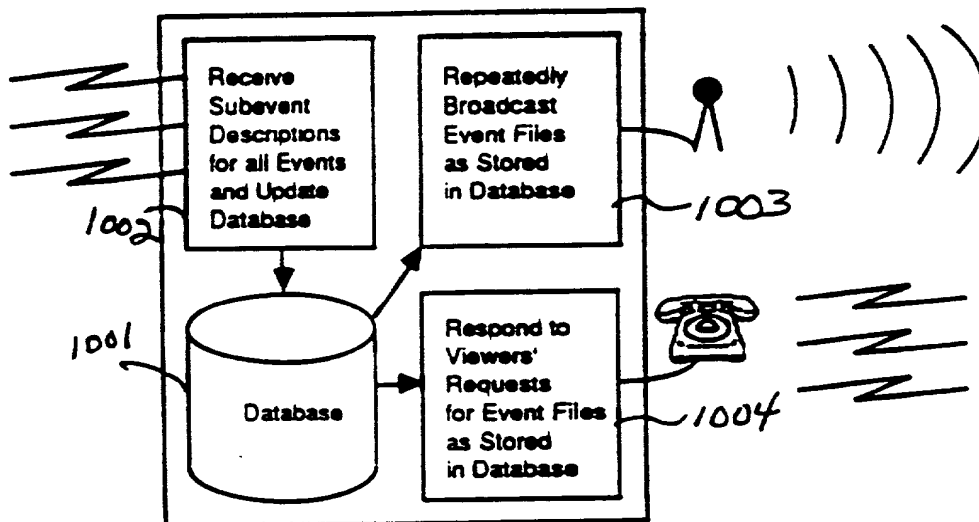 Receive
Subevent
Descriptions
for all Events
and Update
Database
1002
Repeatedly
Broadcast
Event Files
as Stored
in Database
1003
1001
Database
Respond to
Viewers'
Requests
for Event Files
as Stored
in Database
1004